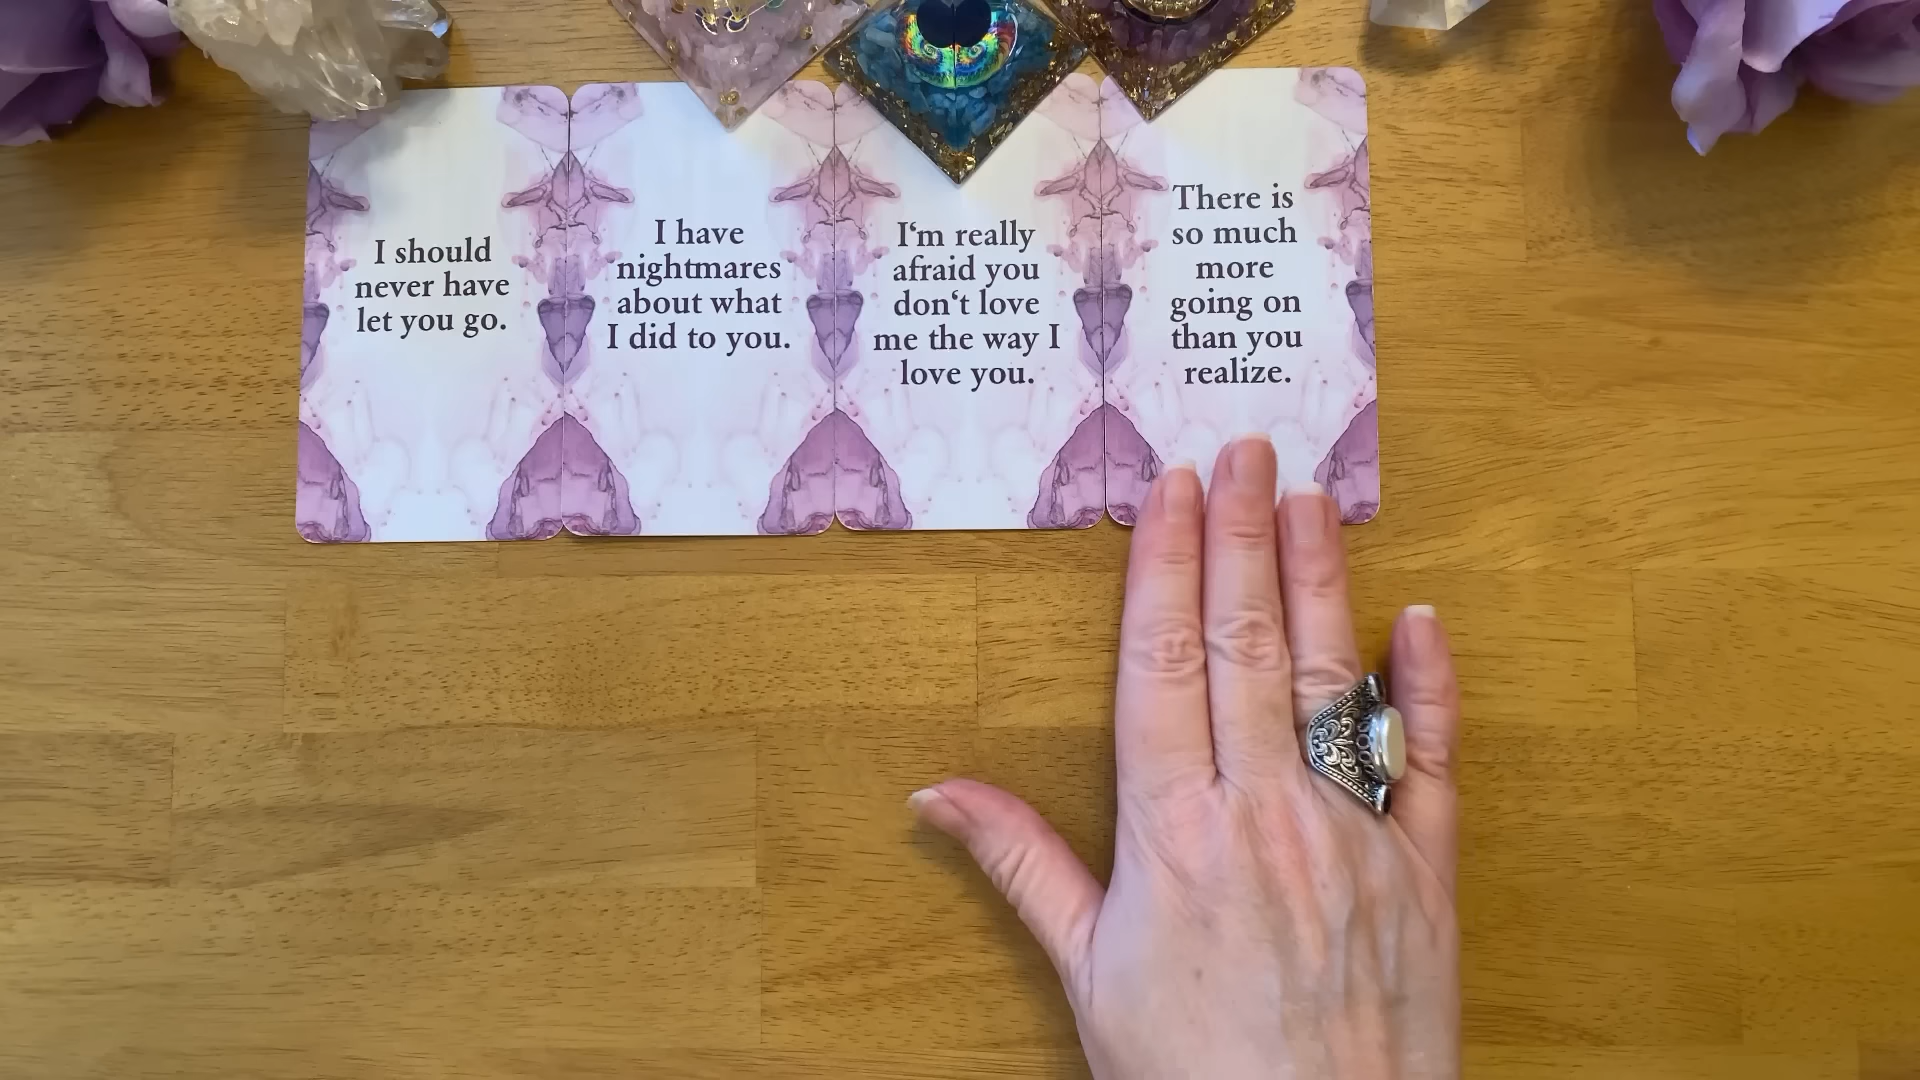 I should
never have
let you go.
I have
nightmares
about what
I did to you.
I‘m really
afraid you
don‘t love
me the way I
love you.
There is
so much
more
going on
than you
realize.